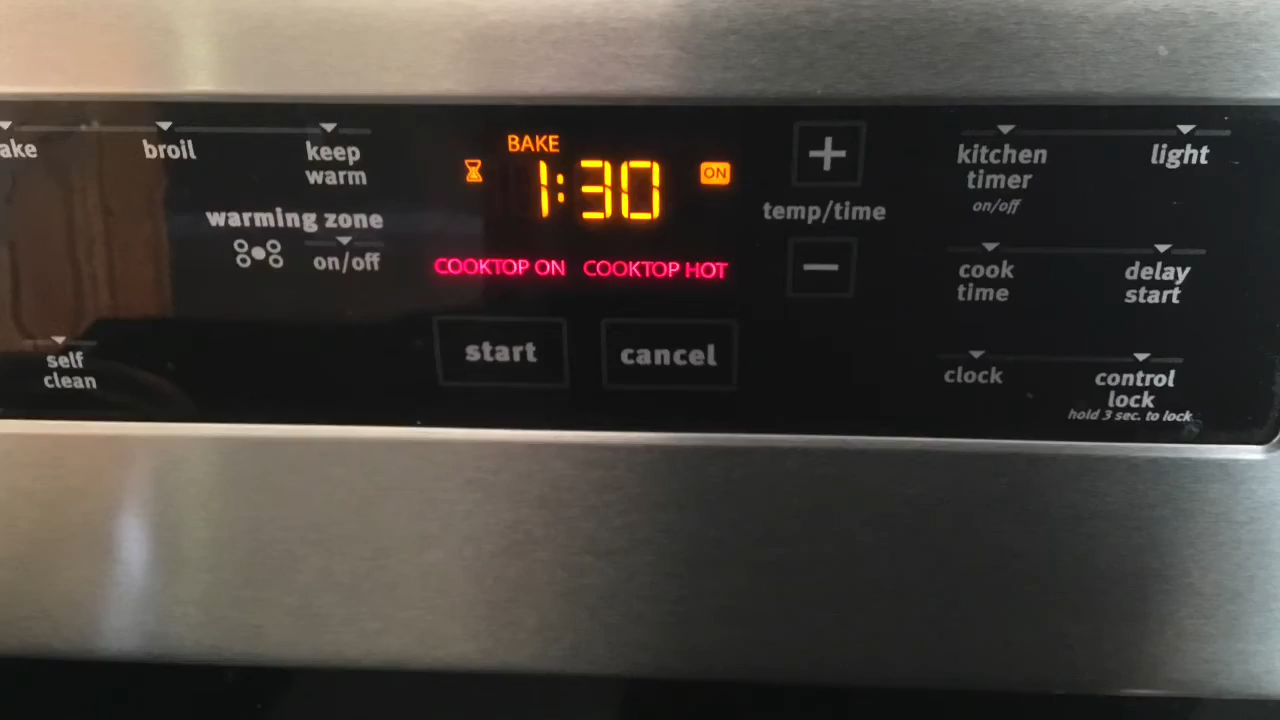 ake
broil
keep
warm
warming zone
on/off
self
clean
BAKE
1:30
ON
COOKTOP ON COOKTOP HOT
start
cancel
+
temp/time
−
kitchen
timer
on/off
light
cook
time
delay
start
clock
control
lock
hold 3 sec. to lock